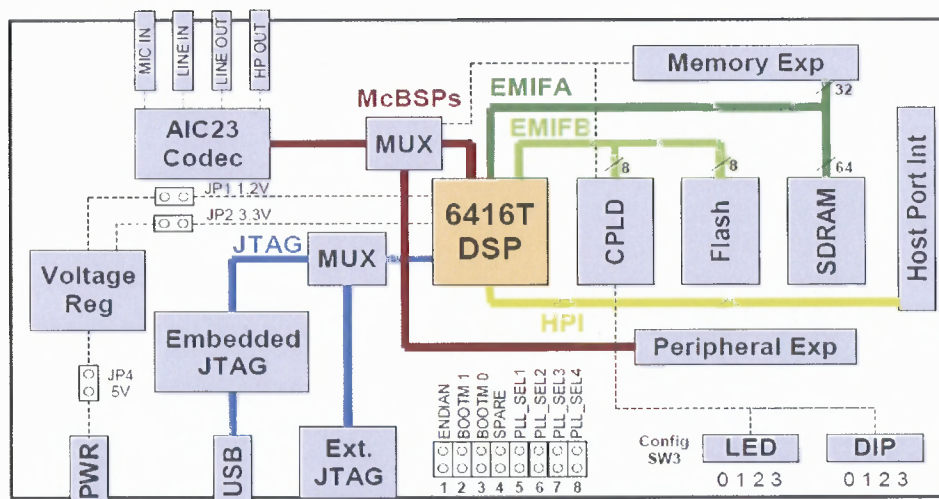 MIC IN
LINE IN
LINE OUT
HP OUT
Memory Exp
32
EMIFA
McBSPs
EMIFB
AIC23
Codec
MUX
8
8
64
JP1 1.2V
JP2 3.3V
6416T
DSP
CPLD
Flash
SDRAM
Host Port Int
JTAG
MUX
Voltage
Reg
HPI
Embedded
JTAG
Peripheral Exp
JP4
5V
ENDIAN
BOOTM 1
BOOTM 0
SPARE
PLL_SEL1
PLL_SEL2
PLL_SEL3
PLL_SEL4
1 2 3 4 5 6 7 8
PWR
USB
Ext.
JTAG
Config
SW3
LED
DIP
0 1 2 3
0 1 2 3